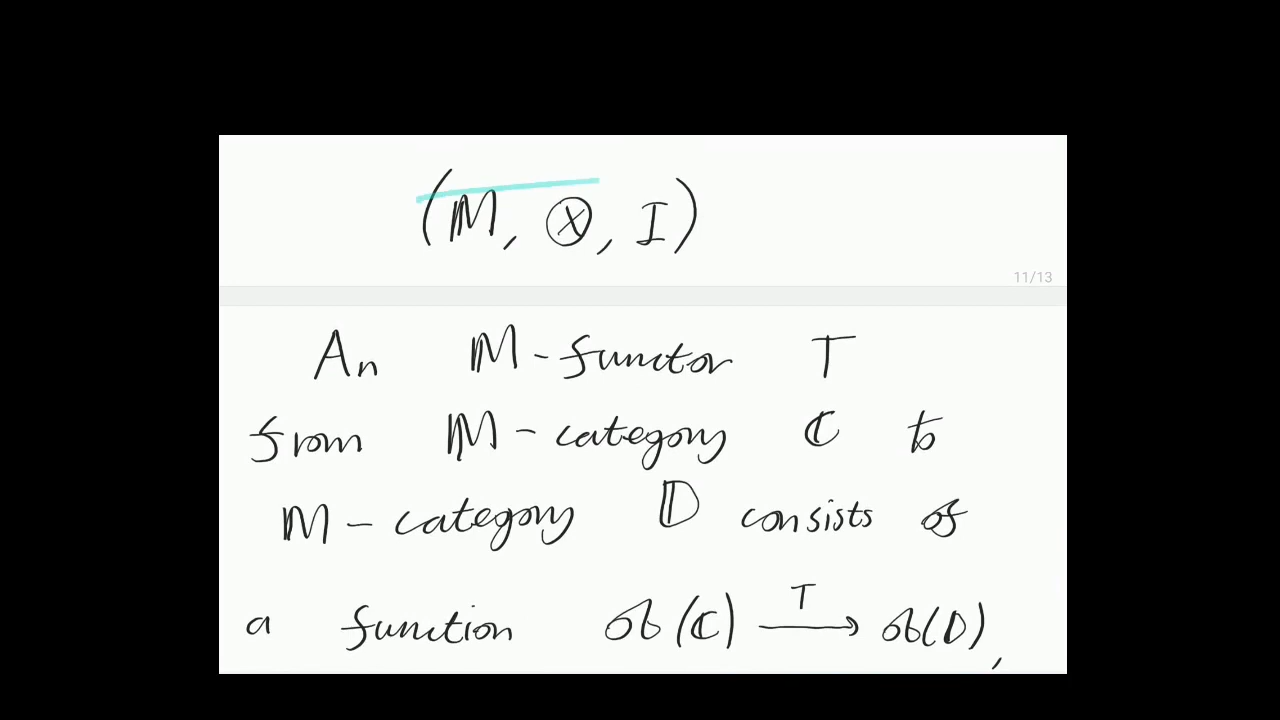 (𝕄, ⊗, I)
11/13
An 𝕄-functor T
from 𝕄-category ℂ to
𝕄-category 𝔻 consists of
a function ob(ℂ) —T→ ob(𝔻),